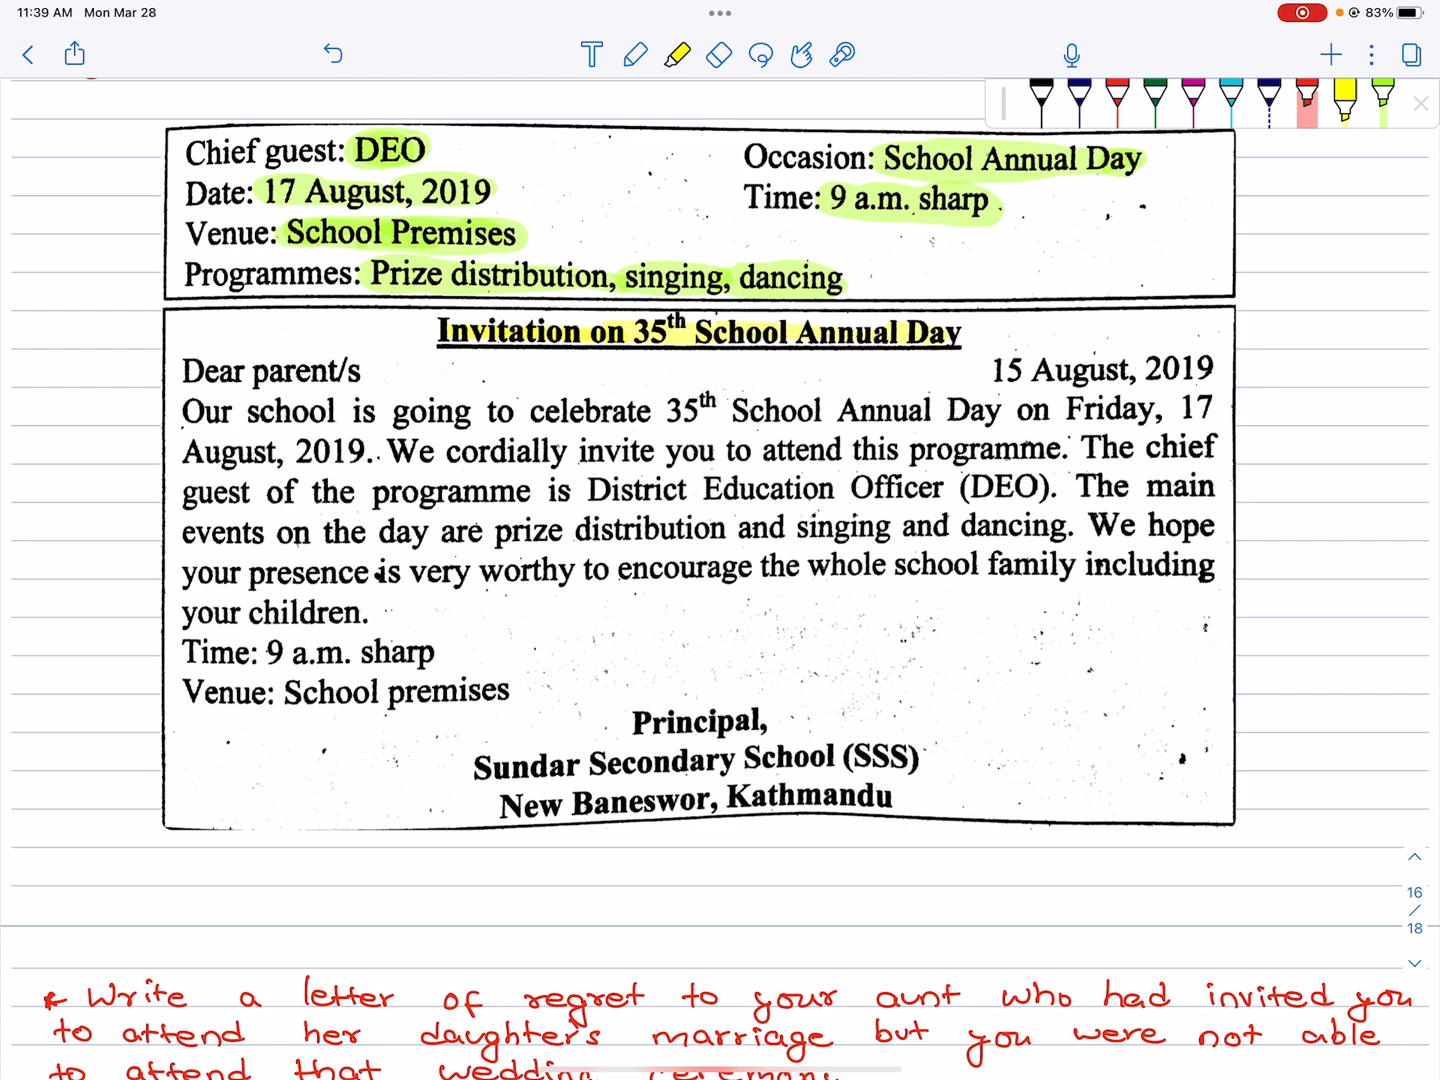 11:39 AM Mon Mar 28
83%
Chief guest: DEO
Occasion: School Annual Day
Date: 17 August, 2019
Time: 9 a.m. sharp
Venue: School Premises
Programmes: Prize distribution, singing, dancing
Invitation on 35th School Annual Day
Dear parent/s
15 August, 2019
Our school is going to celebrate 35th School Annual Day on Friday, 17
August, 2019. We cordially invite you to attend this programme. The chief
guest of the programme is District Education Officer (DEO). The main
events on the day are prize distribution and singing and dancing. We hope
your presence is very worthy to encourage the whole school family including
your children.
Time: 9 a.m. sharp
Venue: School premises
Principal,
Sundar Secondary School (SSS)
New Baneswor, Kathmandu
16
/
18
* Write a letter of regret to your aunt who had invited you
to attend her daughter's marriage but you were not able
to attend that wedding ceremony